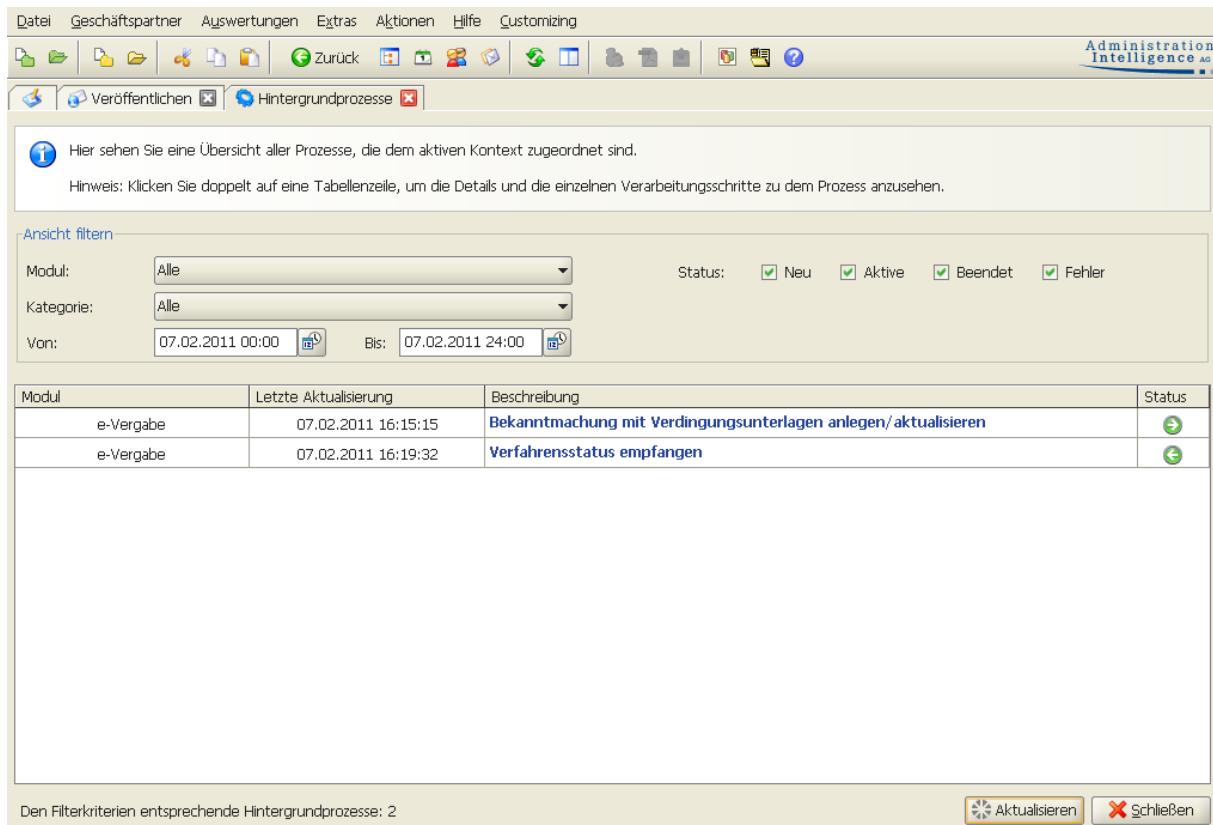 Datei Geschäftspartner Auswertungen Extras Aktionen Hilfe Customizing
Zurück
Administration
Intelligence AG
Veröffentlichen Hintergrundprozesse
Hier sehen Sie eine Übersicht aller Prozesse, die dem aktiven Kontext zugeordnet sind.
Hinweis: Klicken Sie doppelt auf eine Tabellenzeile, um die Details und die einzelnen Verarbeitungsschritte zu dem Prozess anzusehen.
Ansicht filtern
Modul: Alle Status: Neu Aktive Beendet Fehler
Kategorie: Alle
Von: 07.02.2011 00:00 Bis: 07.02.2011 24:00
Modul Letzte Aktualisierung Beschreibung Status
e-Vergabe 07.02.2011 16:15:15 Bekanntmachung mit Verdingungsunterlagen anlegen/aktualisieren
e-Vergabe 07.02.2011 16:19:32 Verfahrensstatus empfangen
Den Filterkriterien entsprechende Hintergrundprozesse: 2 Aktualisieren Schließen